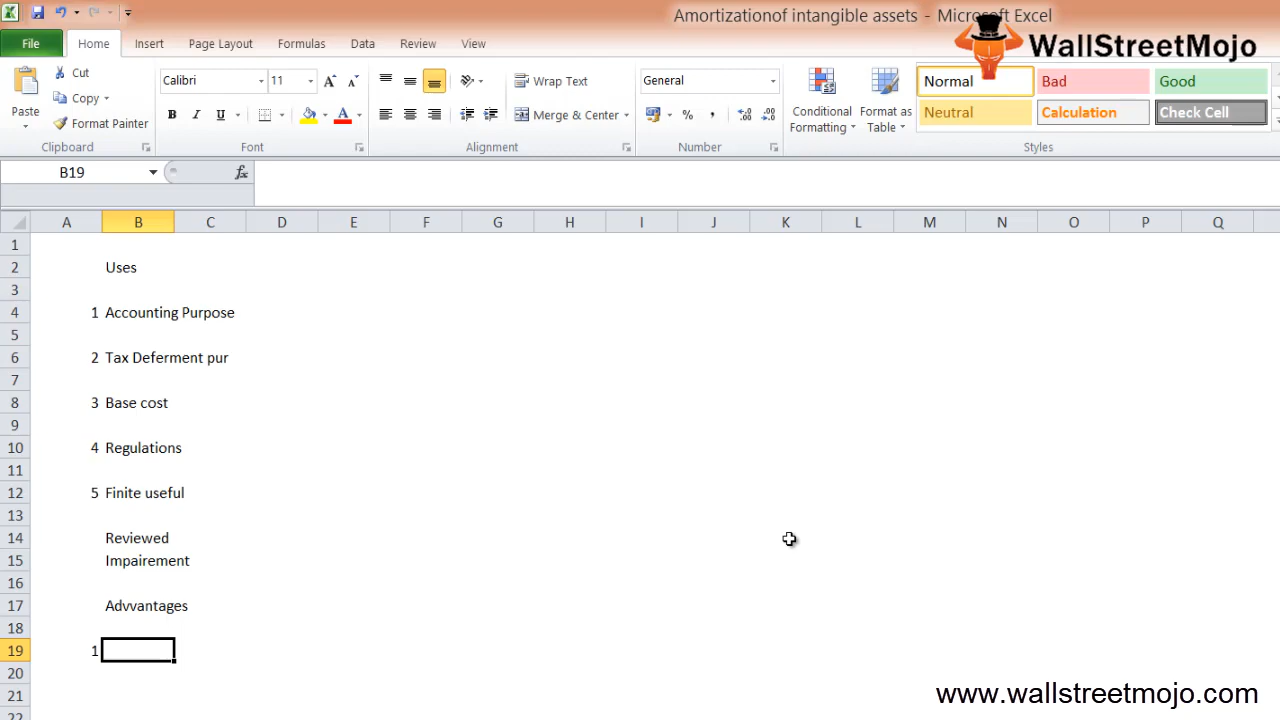 Amortizationof intangible assets - Microsoft Excel
WallStreetMojo
File Home Insert Page Layout Formulas Data Review View
Paste
Cut
Copy
Format Painter
Clipboard
Calibri 11
B I U A
Font
Wrap Text
Merge & Center
Alignment
General
% ,
Number
Conditional Formatting
Format as Table
Normal Bad Good
Neutral Calculation Check Cell
Styles
B19 fx
A B C D E F G H I J K L M N O P Q
1
2 Uses
3
4 1 Accounting Purpose
5
6 2 Tax Deferment pur
7
8 3 Base cost
9
10 4 Regulations
11
12 5 Finite useful
13
14 Reviewed
15 Impairement
16
17 Advvantages
18
19 1
20
21
22
www.wallstreetmojo.com